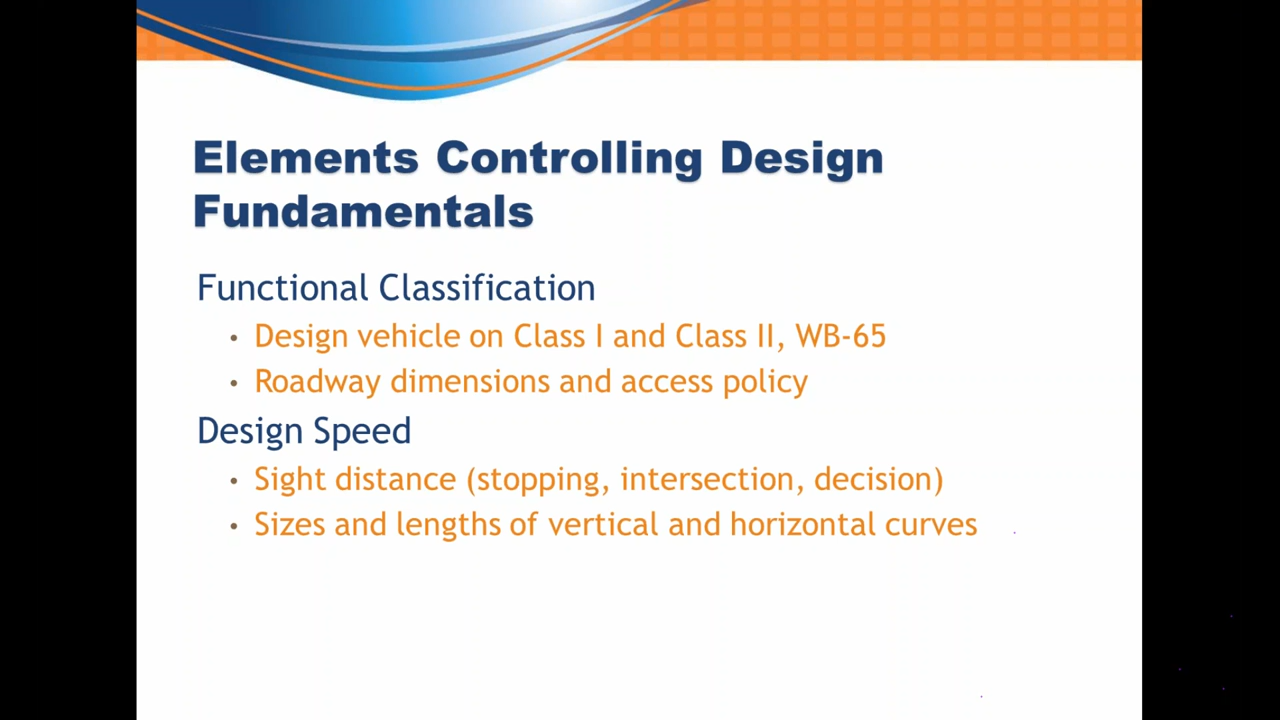 Elements Controlling Design
Fundamentals
Functional Classification
• Design vehicle on Class I and Class II, WB-65
• Roadway dimensions and access policy
Design Speed
• Sight distance (stopping, intersection, decision)
• Sizes and lengths of vertical and horizontal curves